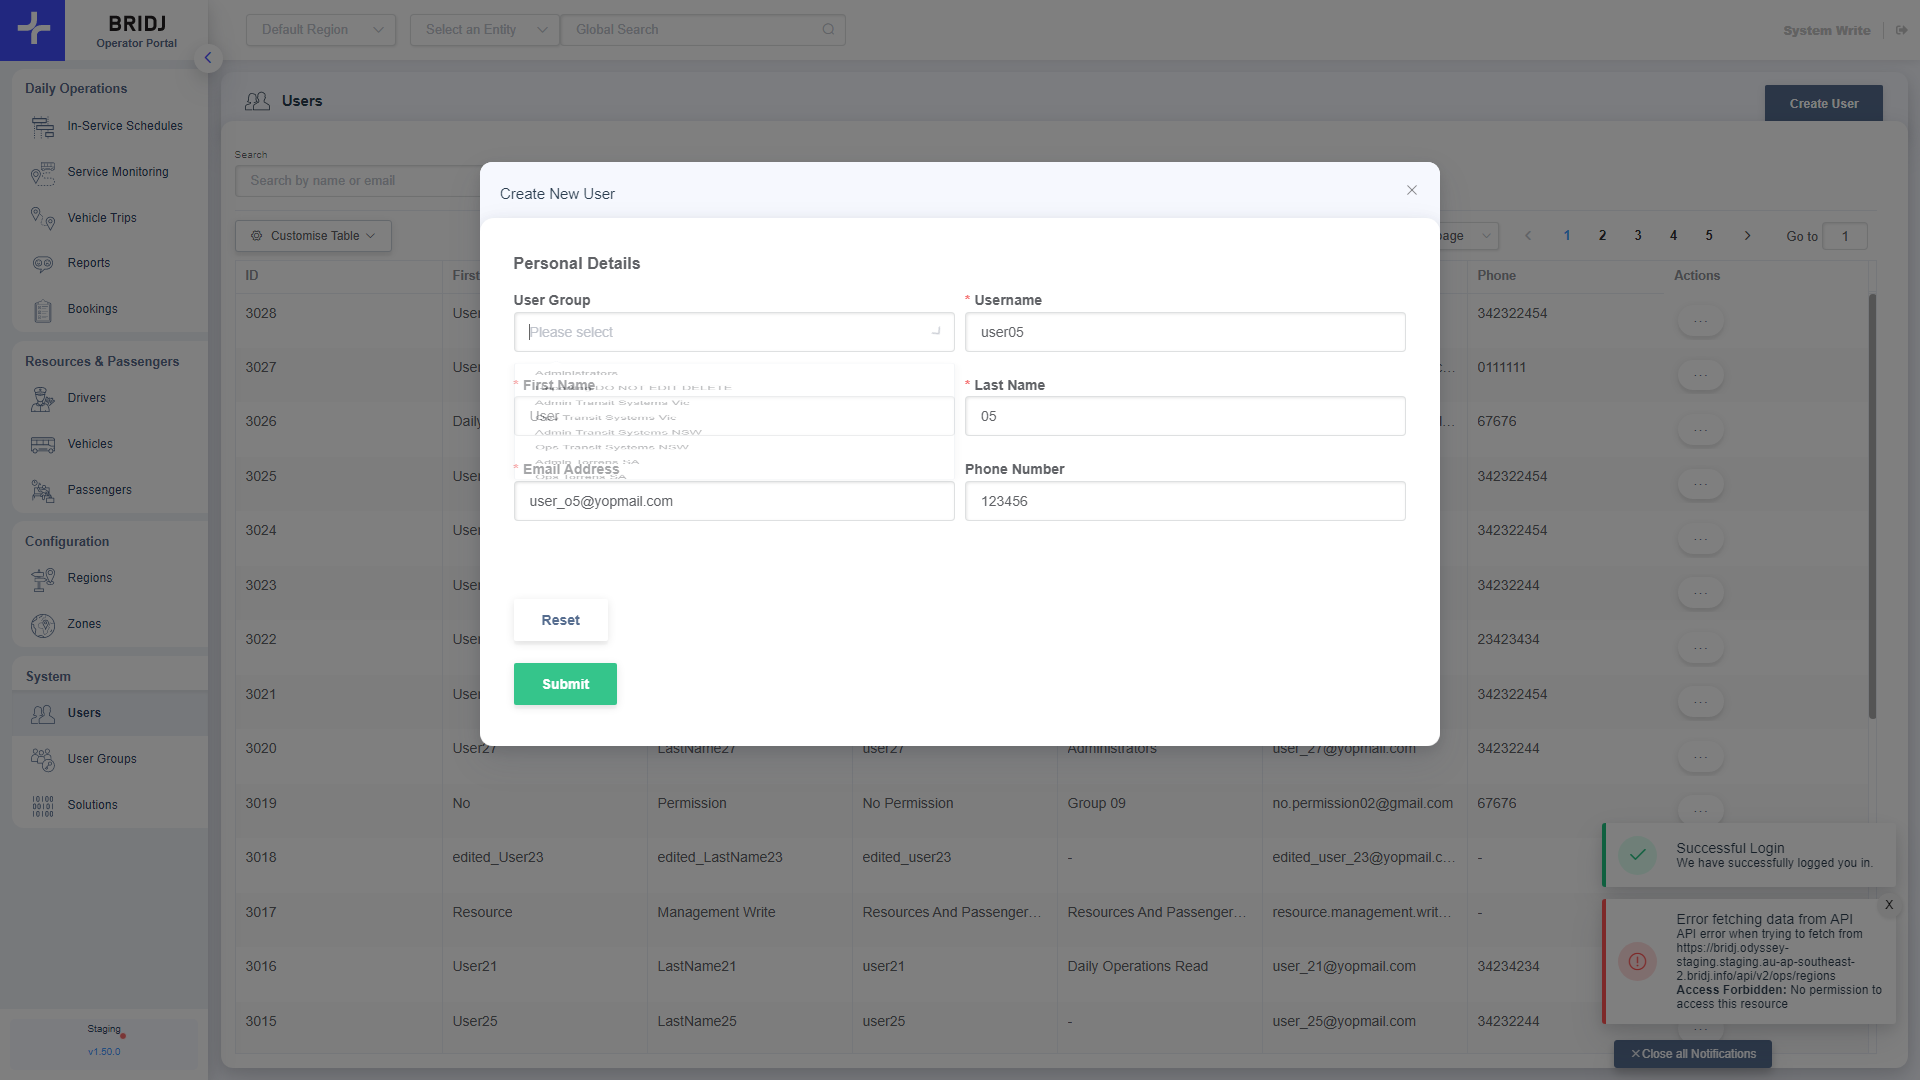 BRIDJ
Operator Portal
Default Region
Select an Entity
Global Search
System Write
Daily Operations
In-Service Schedules
Service Monitoring
Vehicle Trips
Reports
Bookings
Resources & Passengers
Drivers
Vehicles
Passengers
Configuration
Regions
Zones
System
Users
User Groups
Solutions
Staging
v1.50.0
Users
Create User
Search
Search by name or email
Customise Table
page
1 2 3 4 5
Go to 1
ID First Phone Actions
3028 User 342322454 ...
3027 User ... 0111111 ...
3026 Daily ... 67676 ...
3025 User 342322454 ...
3024 User 342322454 ...
3023 User 34232244 ...
3022 User 23423434 ...
3021 User 342322454 ...
3020 User27 LastName27 user27 Administrators user_27@yopmail.com 34232244 ...
3019 No Permission No Permission Group 09 no.permission02@gmail.com 67676 ...
3018 edited_User23 edited_LastName23 edited_user23 - edited_user_23@yopmail.c... -
3017 Resource Management Write Resources And Passenger... Resources And Passenger... resource.management.writ... -
3016 User21 LastName21 user21 Daily Operations Read user_21@yopmail.com 34234234
3015 User25 LastName25 user25 - user_25@yopmail.com 34232244 ...
Create New User
Personal Details
User Group
Please select
* Username
user05
Administrators
DO NOT EDIT DELETE
Admin Transit Systems Vic
Ops Transit Systems Vic
Admin Transit Systems NSW
Ops Transit Systems NSW
Admin Torrens SA
Ops Torrens SA
* First Name
User
* Last Name
05
* Email Address
user_o5@yopmail.com
Phone Number
123456
Reset
Submit
Successful Login
We have successfully logged you in.
X
Error fetching data from API
API error when trying to fetch from
https://bridj.odyssey-
staging.staging.au-ap-southeast-
2.bridj.info/api/v2/ops/regions
Access Forbidden: No permission to
access this resource
Close all Notifications